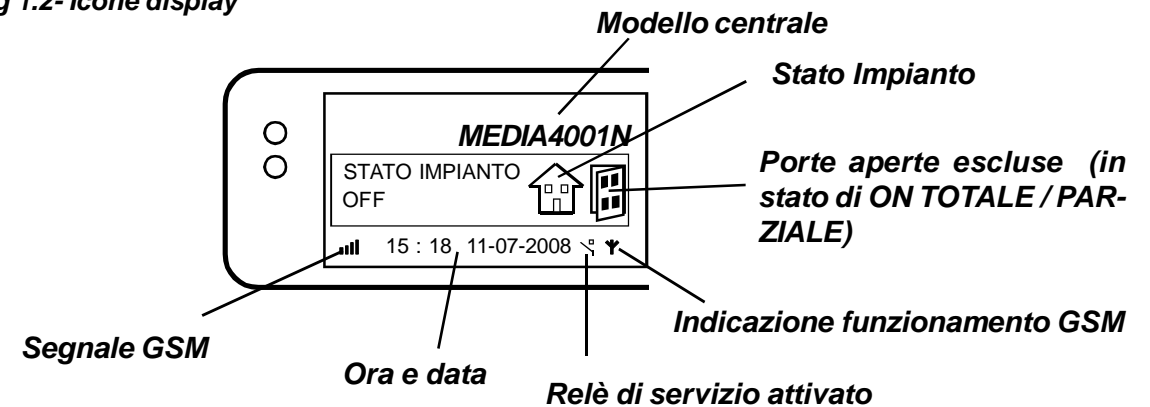 g 1.2- Icone display
Modello centrale
Stato Impianto
MEDIA4001N
STATO IMPIANTO
OFF
Porte aperte escluse (in
stato di ON TOTALE / PAR-
ZIALE)
15 : 18 11-07-2008
Indicazione funzionamento GSM
Segnale GSM
Ora e data
Relè di servizio attivato